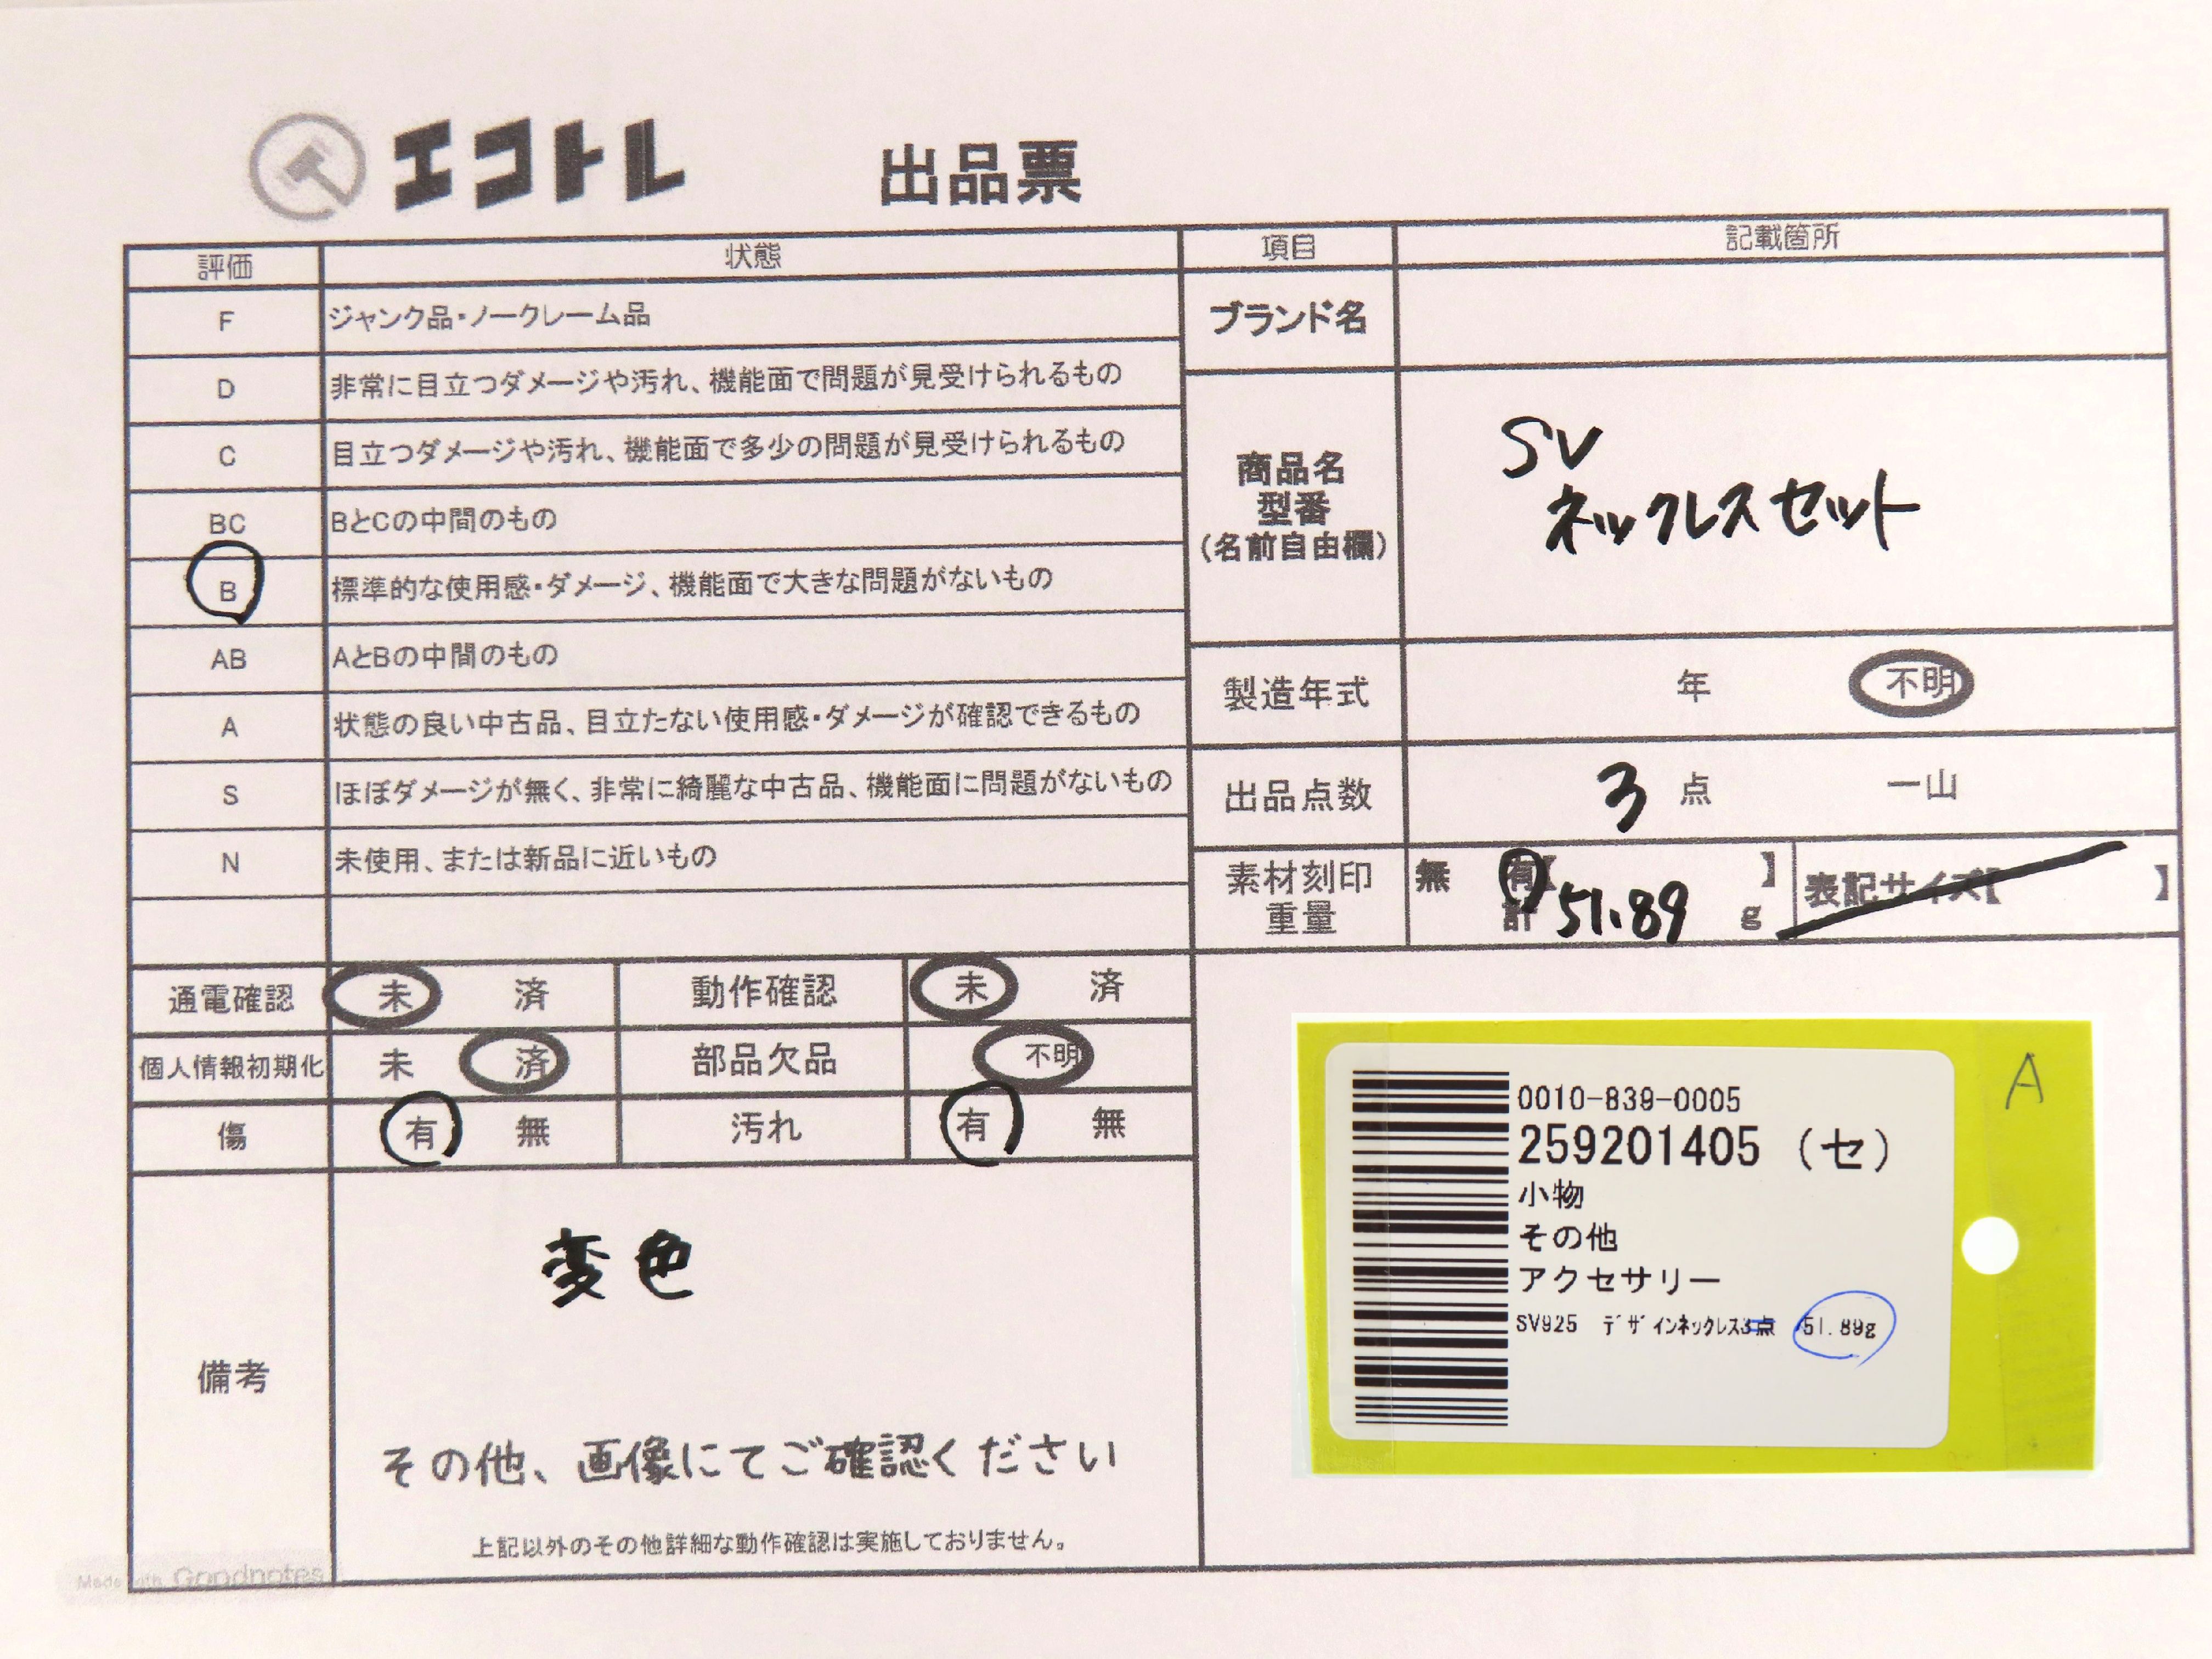 エコトレ
出品票
評価 状態
F ジャンク品・ノークレーム品
D 非常に目立つダメージや汚れ、機能面で問題が見受けられるもの
C 目立つダメージや汚れ、機能面で多少の問題が見受けられるもの
BC BとCの中間のもの
B 標準的な使用感・ダメージ、機能面で大きな問題がないもの
AB AとBの中間のもの
A 状態の良い中古品、目立たない使用感・ダメージが確認できるもの
S ほぼダメージが無く、非常に綺麗な中古品、機能面に問題がないもの
N 未使用、または新品に近いもの
通電確認 未 済 動作確認 未 済
個人情報初期化 未 済 部品欠品 不明
傷 有 無 汚れ 有 無
備考
変色
その他、画像にてご確認ください
上記以外のその他詳細な動作確認は実施しておりません。
項目 記載箇所
ブランド名
商品名
型番
(名前自由欄)
SV
ネックレスセット
製造年式 年 不明
出品点数 3 点 一山
素材刻印
重量
無 有【 】
計 51.89 g
表記サイズ【 】
0010-839-0005
259201405 (セ)
小物
その他
アクセサリー
SV925 デザインネックレス3点 51.89g
A
Made with Goodnotes